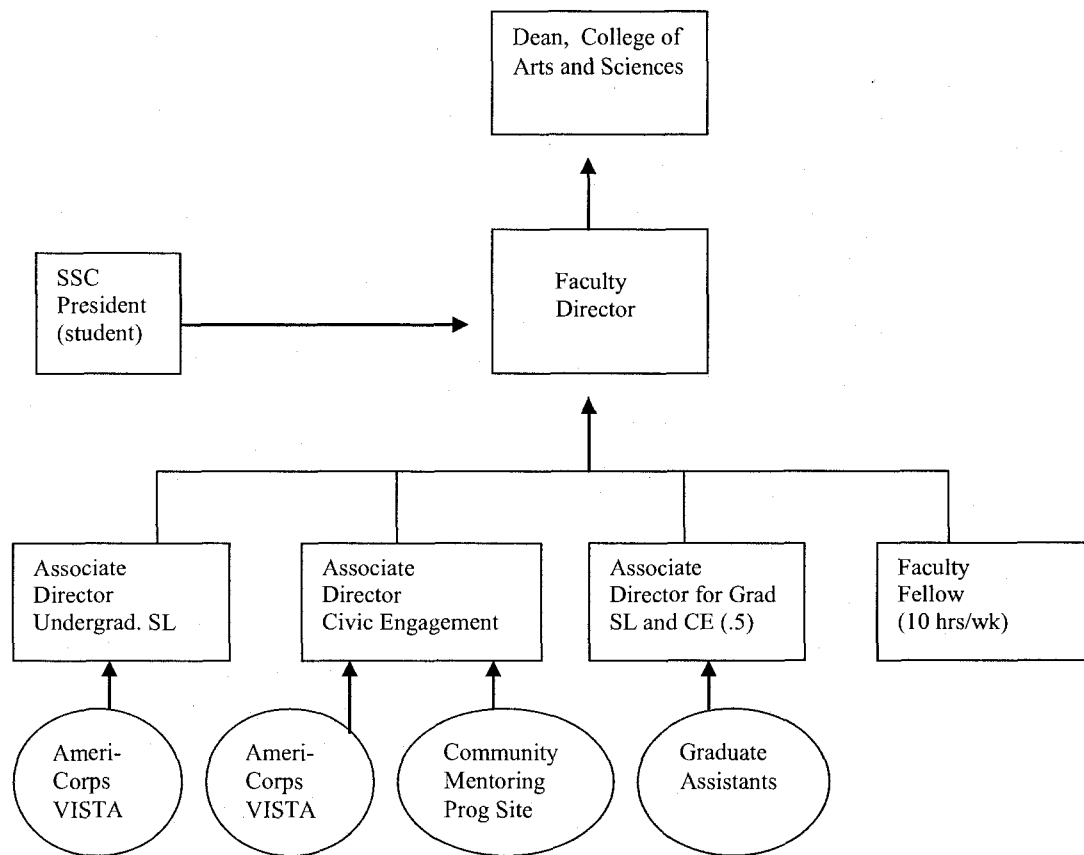 Dean, College of
Arts and Sciences
SSC
President
(student)
Faculty
Director
Associate
Director
Undergrad. SL
Associate
Director
Civic Engagement
Associate
Director for Grad
SL and CE (.5)
Faculty
Fellow
(10 hrs/wk)
Ameri-
Corps
VISTA
Ameri-
Corps
VISTA
Community
Mentoring
Prog Site
Graduate
Assistants